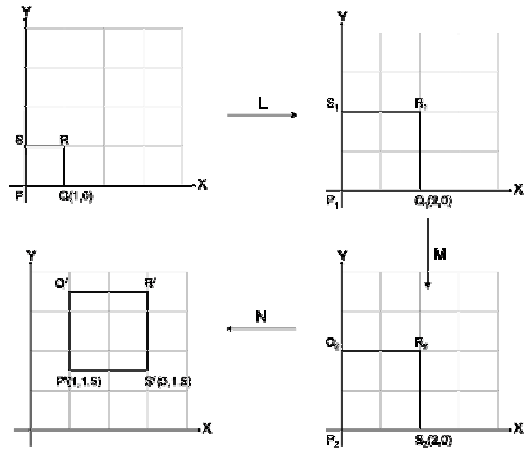 Y
S R
X
P Q(1,0)
L
Y
S₁ R₁
X
P₁ Q₁(2,0)
M
Y
Q' R'
P'(1,1.5) S'(3,1.5)
X
N
Y
Q₂ R₂
X
P₂ S₂(2,0)